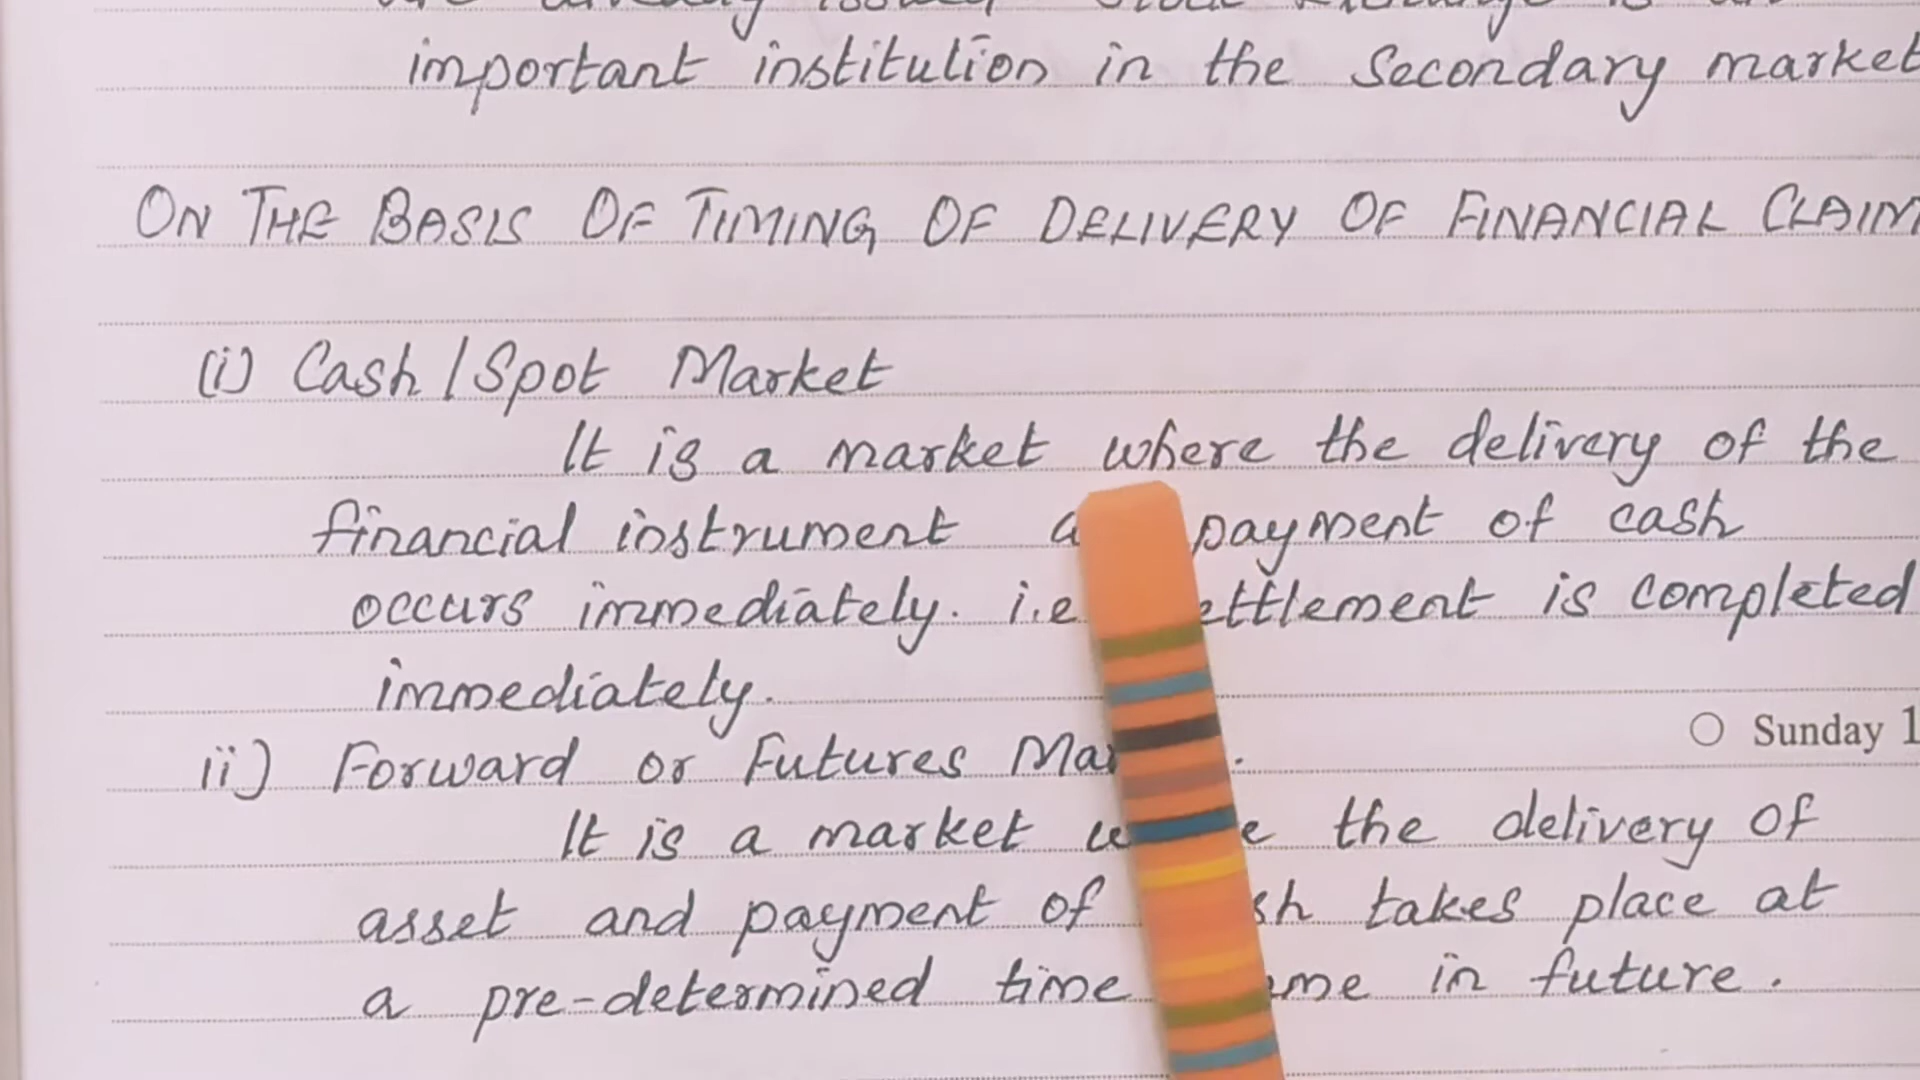 important institution in the Secondary market
ON THE BASIS OF TIMING OF DELIVERY OF FINANCIAL CLAIM
(i) Cash / Spot Market
It is a market where the delivery of the
financial instrument payment of cash
occurs immediately. i.e ettlement is completed
immediately.
Sunday 1
ii) Forward or Futures Mar .
It is a market the delivery of
asset and payment of sh takes place at
a pre-determined time in future.